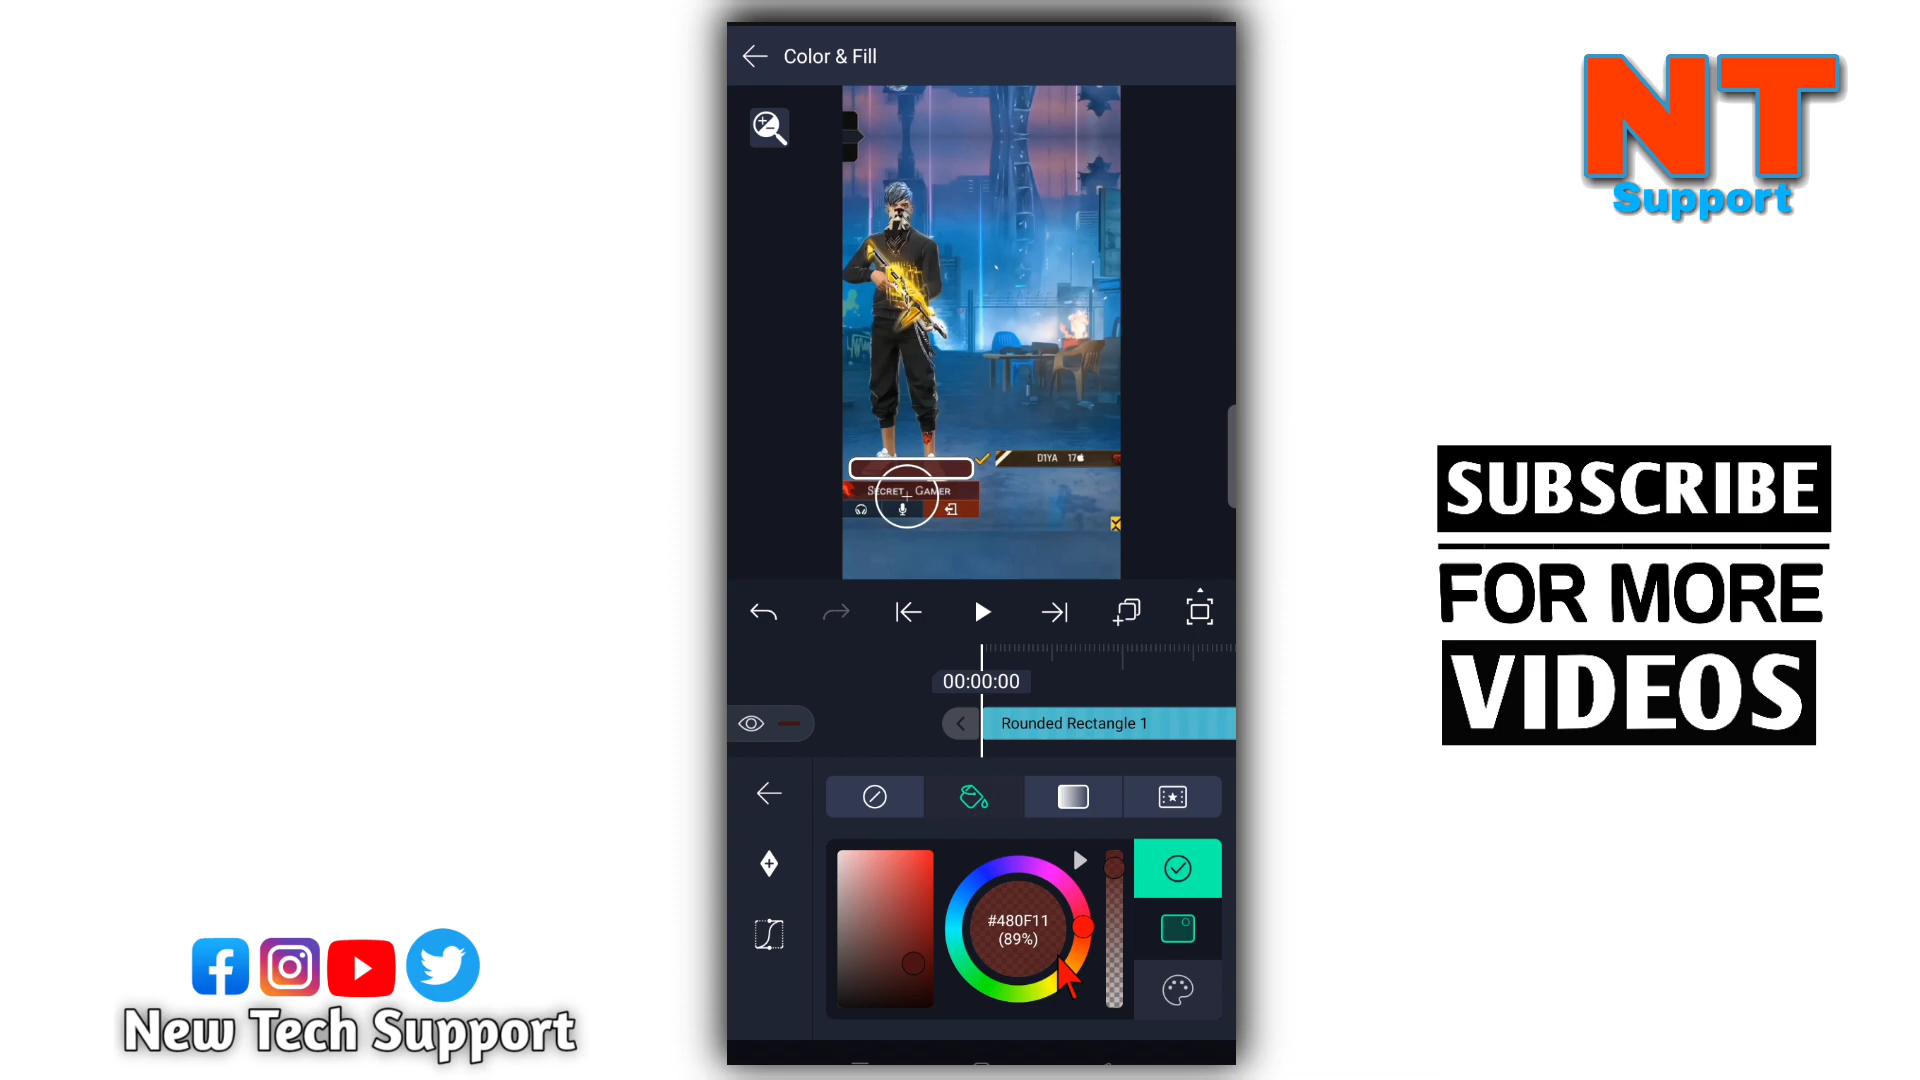 Color & Fill
NT
Support
D1YA 17
SECRET GAMER
SUBSCRIBE
FOR MORE
VIDEOS
00:00:00
Rounded Rectangle 1
#480F11
(89%)
New Tech Support